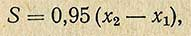 S = 0,95 (x₂ — x₁),